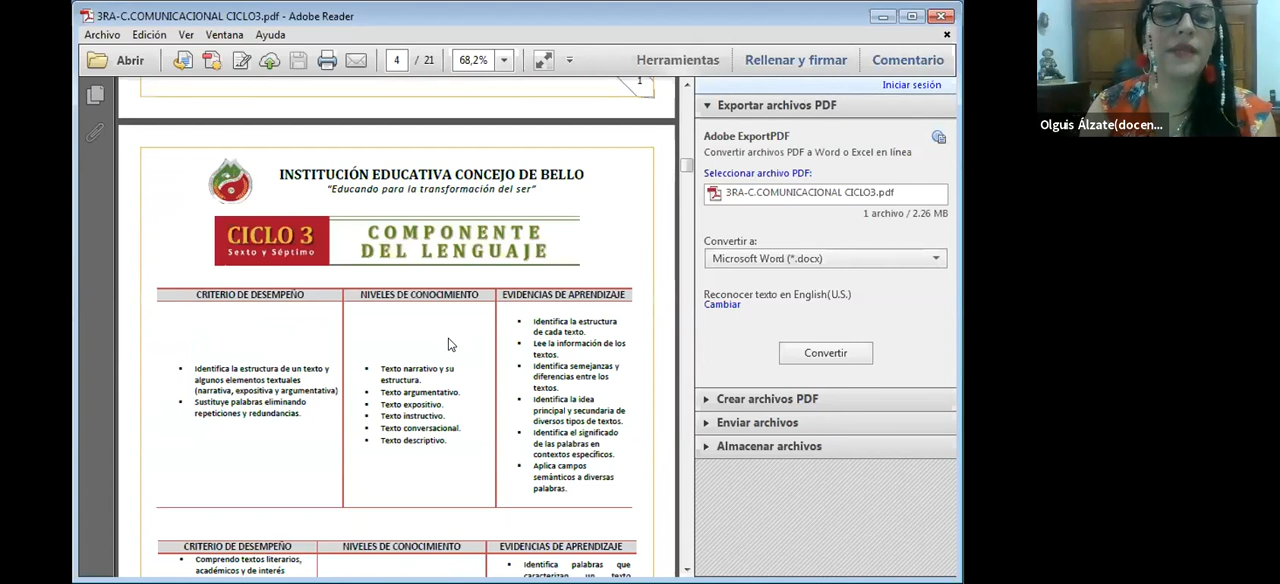 3RA-C.COMUNICACIONAL CICLO3.pdf - Adobe Reader
Archivo Edición Ver Ventana Ayuda
Abrir 4 / 21 68,2% Herramientas Rellenar y firmar Comentario
1
INSTITUCIÓN EDUCATIVA CONCEJO DE BELLO
“Educando para la transformación del ser”
CICLO 3
Sexto y Séptimo
COMPONENTE
DEL LENGUAJE
CRITERIO DE DESEMPEÑO
Identifica la estructura de un texto y
algunos elementos textuales
(narrativa, expositiva y argumentativa)
Sustituye palabras eliminando
repeticiones y redundancias.
NIVELES DE CONOCIMIENTO
Texto narrativo y su
estructura.
Texto argumentativo.
Texto expositivo.
Texto instructivo.
Texto conversacional.
Texto descriptivo.
EVIDENCIAS DE APRENDIZAJE
Identifica la estructura
de cada texto.
Lee la información de los
textos.
Identifica semejanzas y
diferencias entre los
textos.
Identifica la idea
principal y secundaria de
diversos tipos de textos.
Identifica el significado
de las palabras en
contextos específicos.
Aplica campos
semánticos a diversas
palabras.
CRITERIO DE DESEMPEÑO
Comprendo textos literarios,
académicos y de interés
NIVELES DE CONOCIMIENTO
EVIDENCIAS DE APRENDIZAJE
Identifica palabras que
caracterizan un texto
Iniciar sesión
Exportar archivos PDF
Adobe ExportPDF
Convertir archivos PDF a Word o Excel en línea
Seleccionar archivo PDF:
3RA-C.COMUNICACIONAL CICLO3.pdf
1 archivo / 2.26 MB
Convertir a:
Microsoft Word (*.docx)
Reconocer texto en English(U.S.)
Cambiar
Convertir
Crear archivos PDF
Enviar archivos
Almacenar archivos
Olguis Álzate(docen...